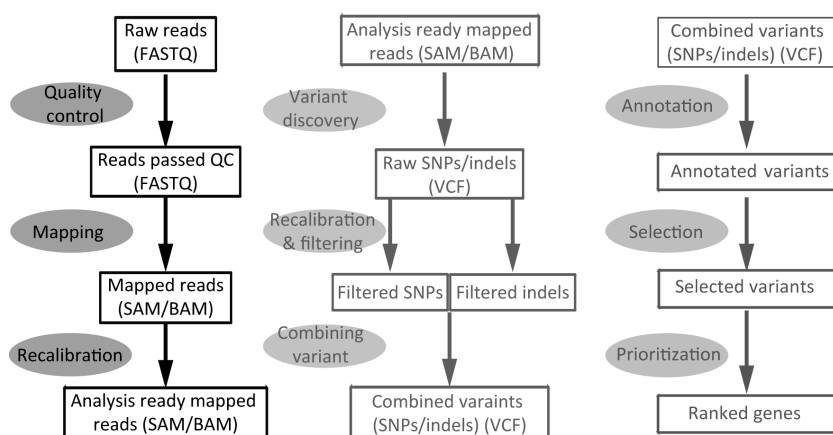 Raw reads
(FASTQ)
Quality
control
Reads passed QC
(FASTQ)
Mapping
Mapped reads
(SAM/BAM)
Recalibration
Analysis ready mapped
reads (SAM/BAM)
Analysis ready mapped
reads (SAM/BAM)
Variant
discovery
Raw SNPs/indels
(VCF)
Recalibration
& filtering
Filtered SNPs
Filtered indels
Combining
variant
Combined varaints
(SNPs/indels) (VCF)
Combined variants
(SNPs/indels) (VCF)
Annotation
Annotated variants
Selection
Selected variants
Prioritization
Ranked genes